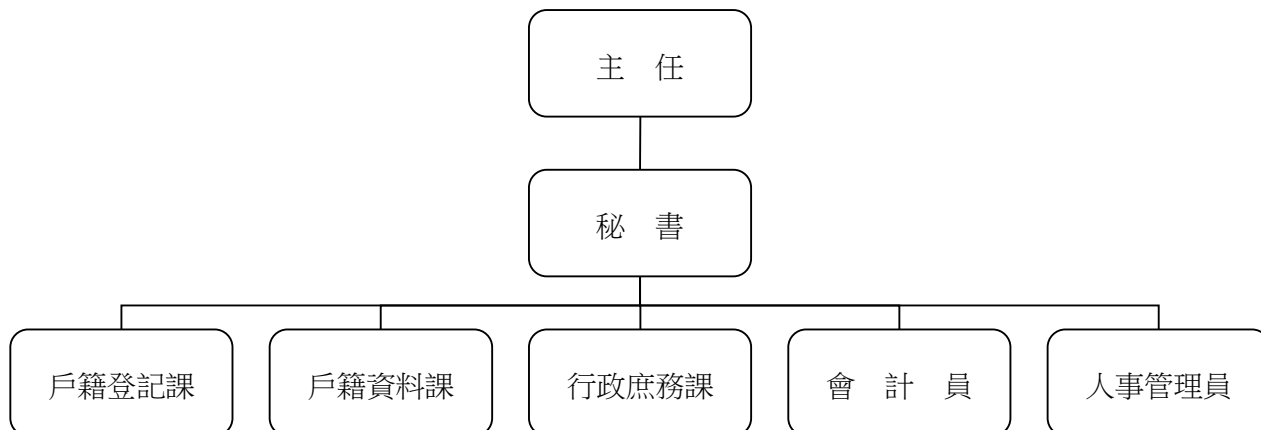 主　任
秘　書
戶籍登記課
戶籍資料課
行政庶務課
會　計　員
人事管理員